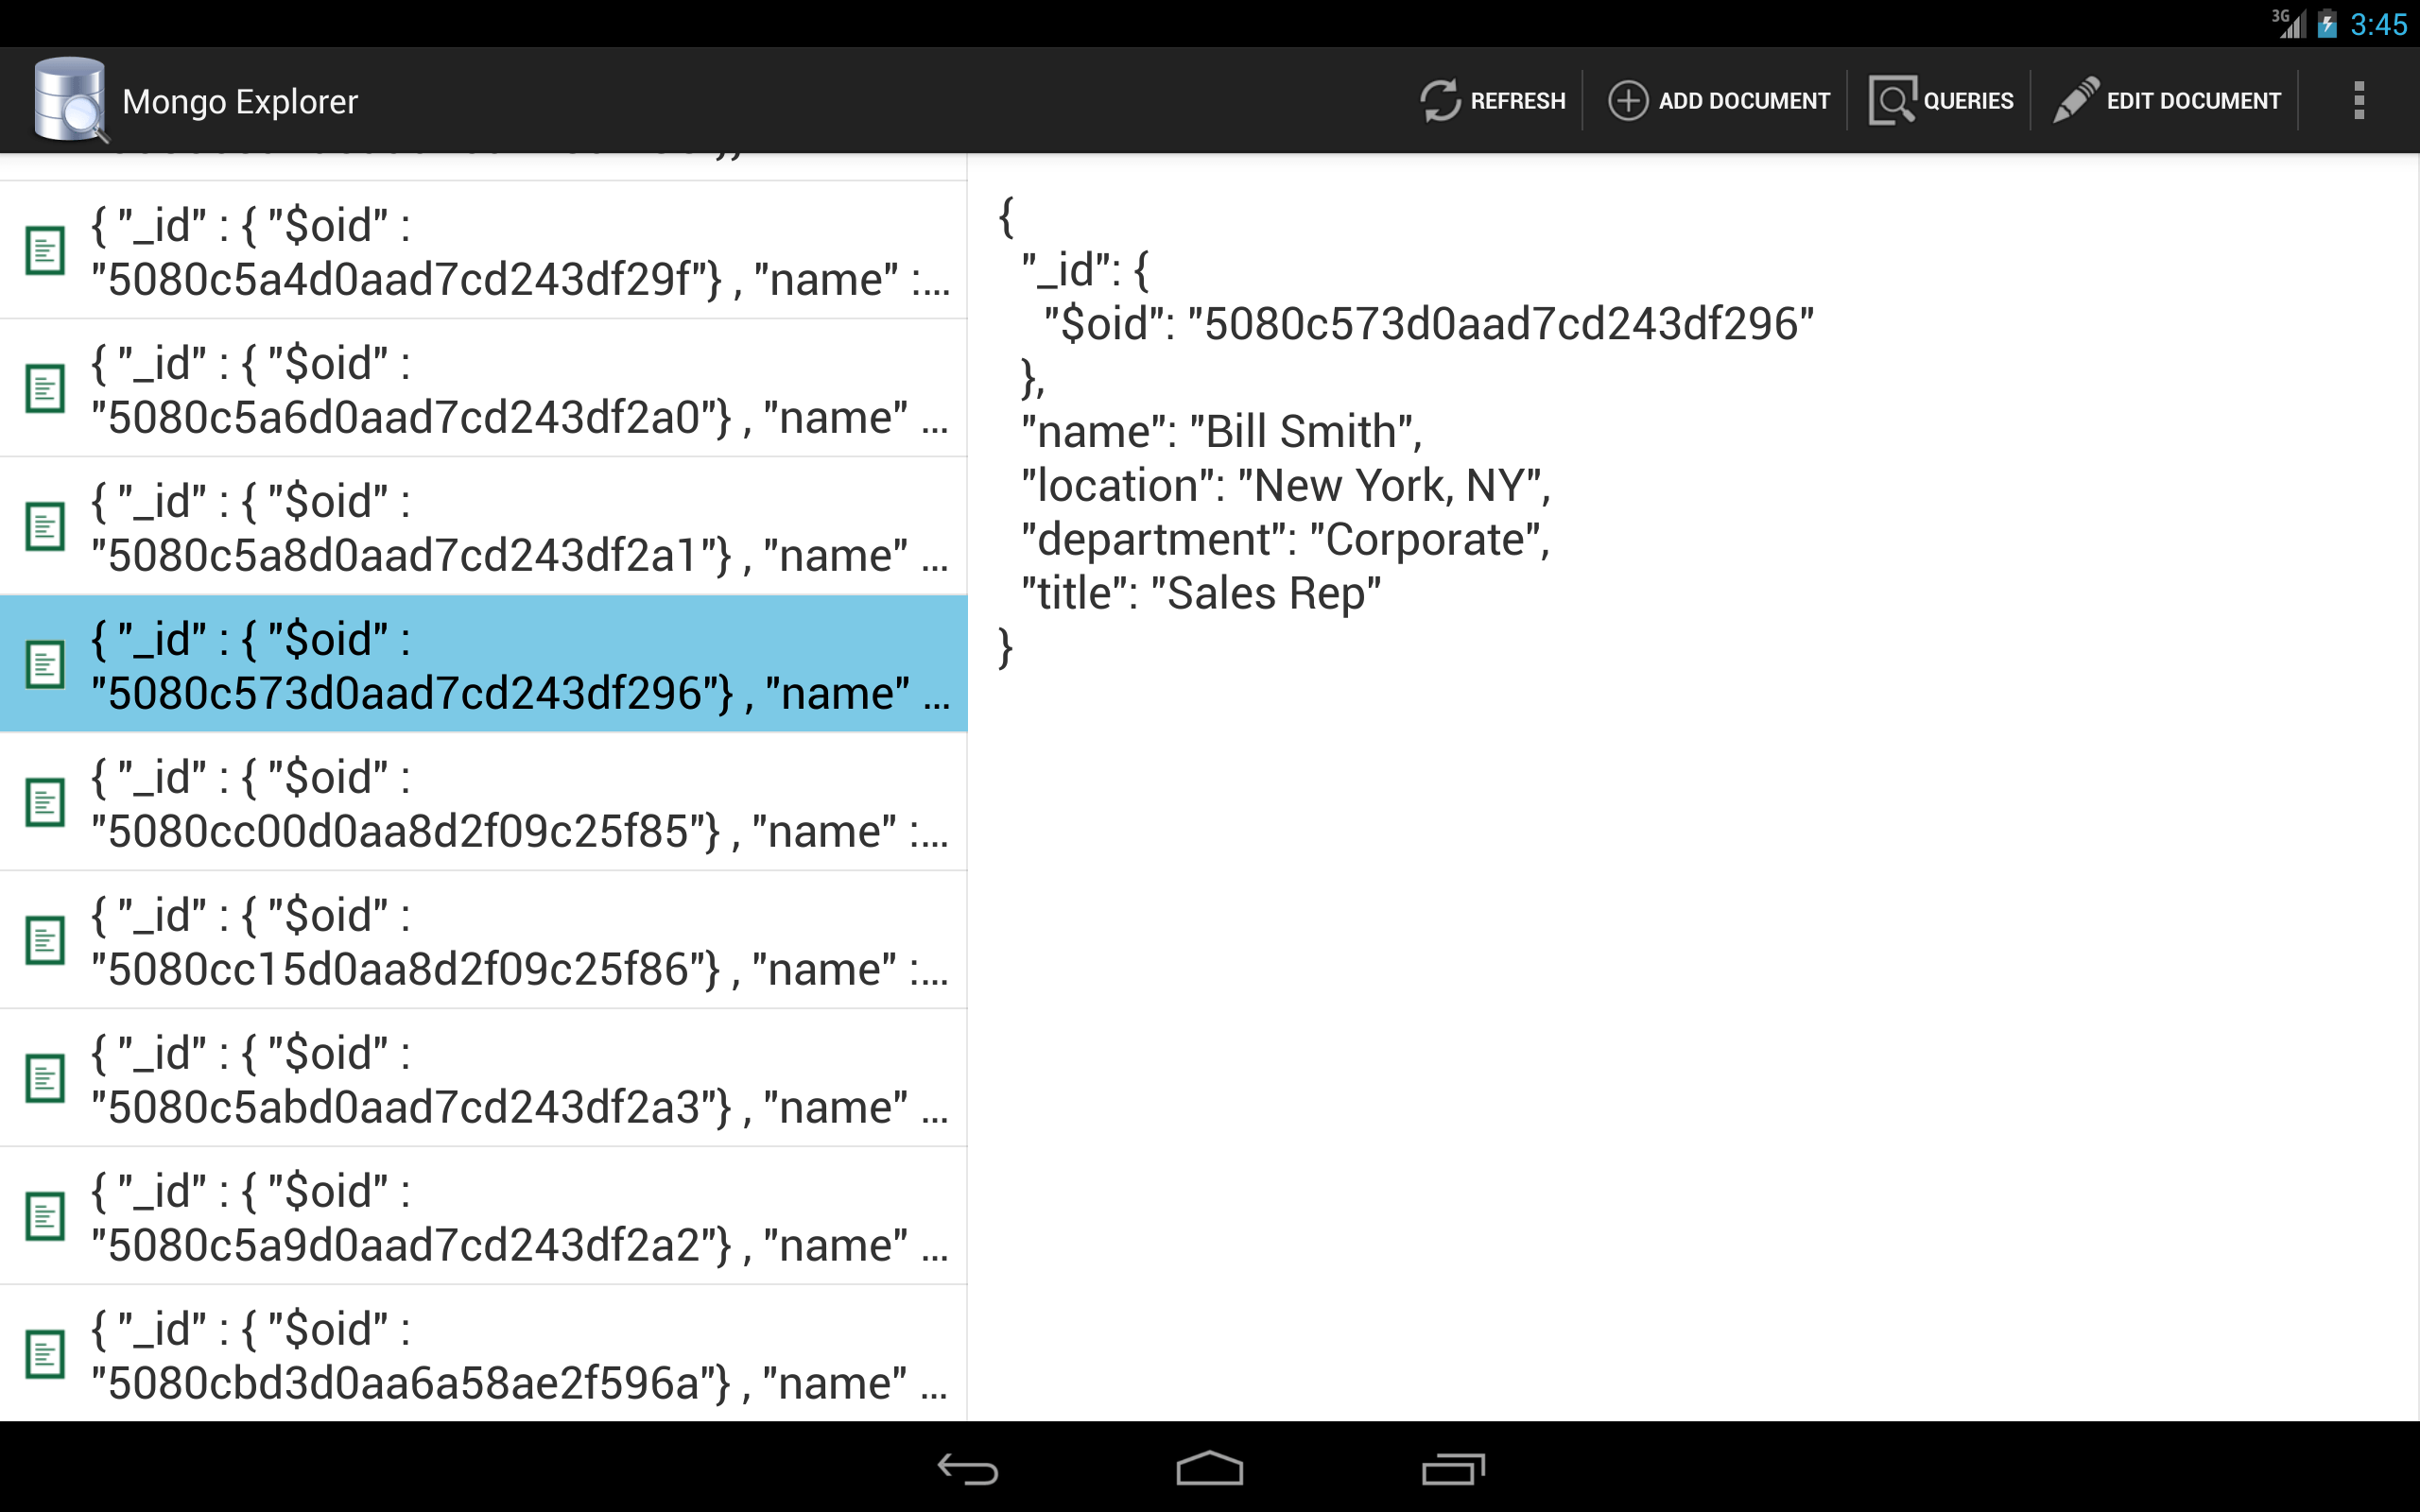 3G 3:45
Mongo Explorer REFRESH ADD DOCUMENT QUERIES EDIT DOCUMENT
{ "_id" : { "$oid" :
"5080c5a4d0aad7cd243df29f"} , "name" :...
{ "_id" : { "$oid" :
"5080c5a6d0aad7cd243df2a0"} , "name" ...
{ "_id" : { "$oid" :
"5080c5a8d0aad7cd243df2a1"} , "name" ...
{ "_id" : { "$oid" :
"5080c573d0aad7cd243df296"} , "name" ...
{ "_id" : { "$oid" :
"5080cc00d0aa8d2f09c25f85"} , "name" :...
{ "_id" : { "$oid" :
"5080cc15d0aa8d2f09c25f86"} , "name" :...
{ "_id" : { "$oid" :
"5080c5abd0aad7cd243df2a3"} , "name" ...
{ "_id" : { "$oid" :
"5080c5a9d0aad7cd243df2a2"} , "name" ...
{ "_id" : { "$oid" :
"5080cbd3d0aa6a58ae2f596a"} , "name" ...
{
"_id": {
"$oid": "5080c573d0aad7cd243df296"
},
"name": "Bill Smith",
"location": "New York, NY",
"department": "Corporate",
"title": "Sales Rep"
}